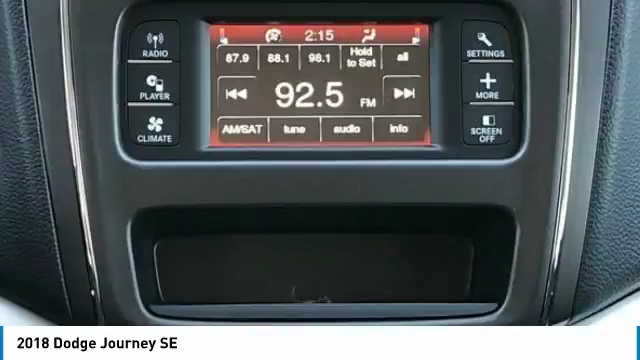 2:15
RADIO
87.9 88.1 98.1 Hold to Set all
SETTINGS
PLAYER
92.5 FM
MORE
CLIMATE
AM/SAT tune audio info
SCREEN OFF
2018 Dodge Journey SE